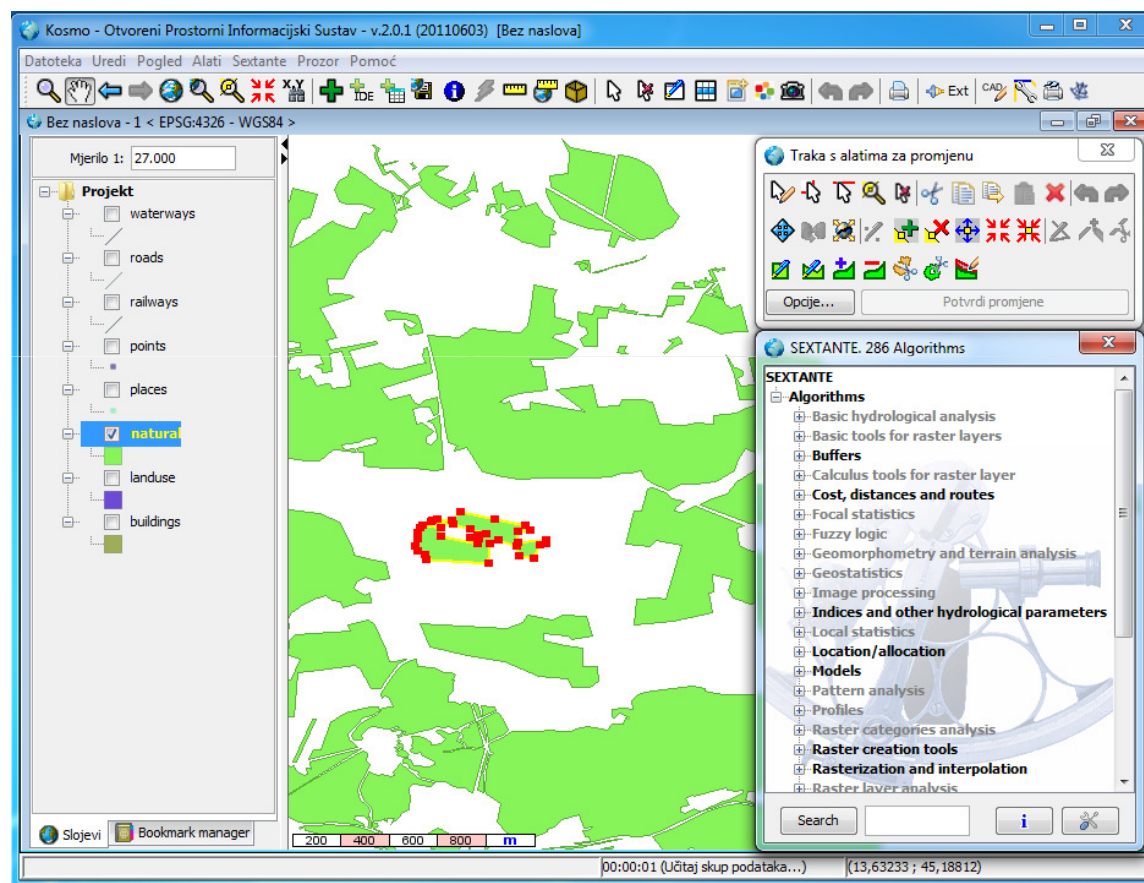 Kosmo - Otvoreni Prostorni Informacijski Sustav - v.2.0.1 (20110603) [Bez naslova]
Datoteka Uredi Pogled Alati Sextante Prozor Pomoć
X,Y TDE Ext CAD
Bez naslova - 1 < EPSG:4326 - WGS84 >
Mjerilo 1: 27.000
Projekt
waterways
roads
railways
points
places
natural
landuse
buildings
Slojevi Bookmark manager
200 400 600 800 m
Traka s alatima za promjenu
Opcije... Potvrdi promjene
SEXTANTE. 286 Algorithms
SEXTANTE
Algorithms
Basic hydrological analysis
Basic tools for raster layers
Buffers
Calculus tools for raster layer
Cost, distances and routes
Focal statistics
Fuzzy logic
Geomorphometry and terrain analysis
Geostatistics
Image processing
Indices and other hydrological parameters
Local statistics
Location/allocation
Models
Pattern analysis
Profiles
Raster categories analysis
Raster creation tools
Rasterization and interpolation
Raster layer analysis
Search
00:00:01 (Učitaj skup podataka...) (13,63233 ; 45,18812)